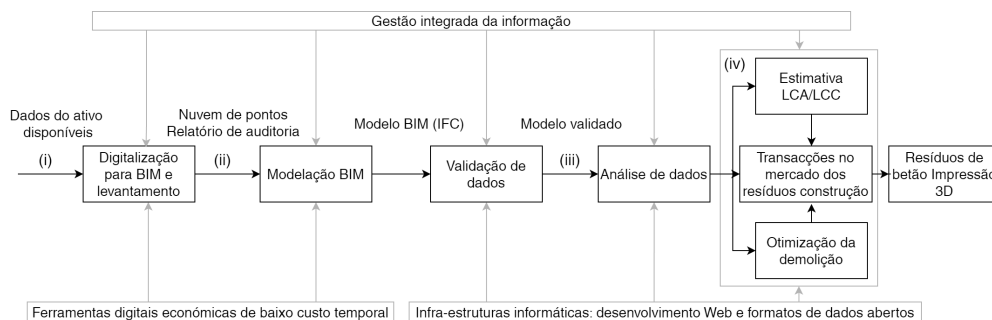 Gestão integrada da informação
(iv)
Estimativa
LCA/LCC
Dados do ativo
disponíveis
Nuvem de pontos
Relatório de auditoria
Modelo BIM (IFC)
Modelo validado
(i)
Digitalização
para BIM e
levantamento
(ii)
Modelação BIM
Validação de
dados
(iii)
Análise de dados
Transacções no
mercado dos
resíduos construção
Resíduos de
betão Impressão
3D
Otimização da
demolição
Ferramentas digitais económicas de baixo custo temporal
Infra-estruturas informáticas: desenvolvimento Web e formatos de dados abertos